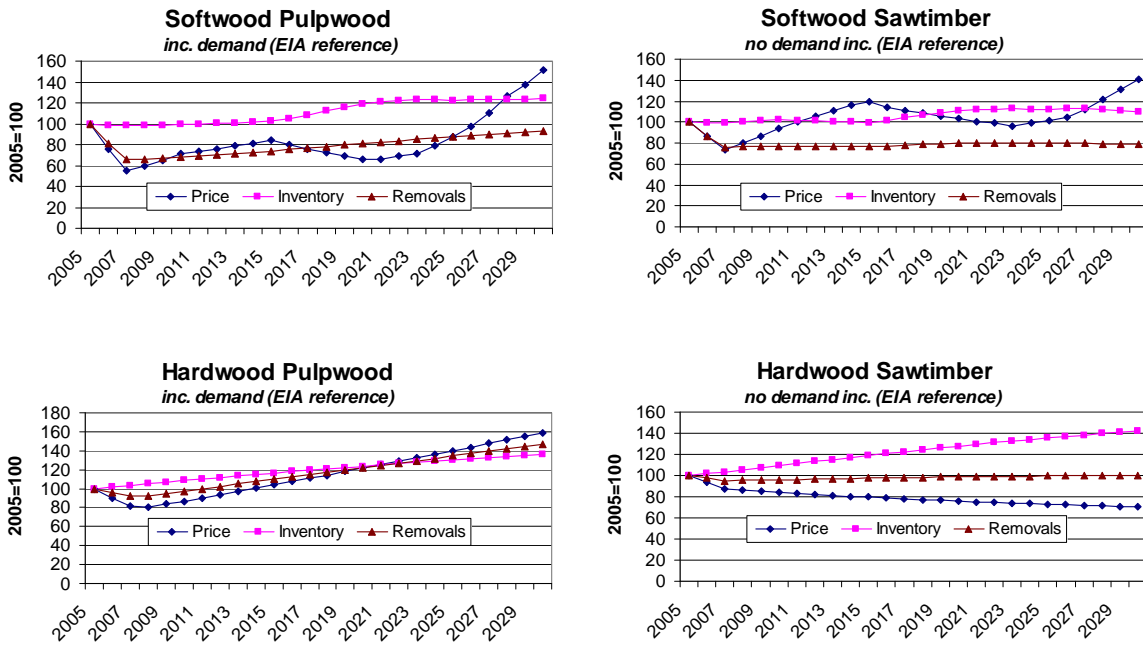 Softwood Pulpwood
inc. demand (EIA reference)
2005=100
160
140
120
100
80
60
40
20
0
Price Inventory Removals
2005 2007 2009 2011 2013 2015 2017 2019 2021 2023 2025 2027 2029
Softwood Sawtimber
no demand inc. (EIA reference)
2005=100
160
140
120
100
80
60
40
20
0
Price Inventory Removals
2005 2007 2009 2011 2013 2015 2017 2019 2021 2023 2025 2027 2029
Hardwood Pulpwood
inc. demand (EIA reference)
2005=100
180
160
140
120
100
80
60
40
20
0
Price Inventory Removals
2005 2007 2009 2011 2013 2015 2017 2019 2021 2023 2025 2027 2029
Hardwood Sawtimber
no demand inc. (EIA reference)
2005=100
160
140
120
100
80
60
40
20
0
Price Inventory Removals
2005 2007 2009 2011 2013 2015 2017 2019 2021 2023 2025 2027 2029